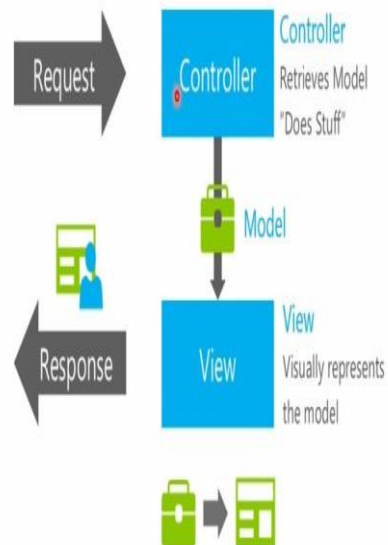 Request
Controller
Controller
Retrieves Model
"Does Stuff"
Model
Response
View
View
Visually represents
the model